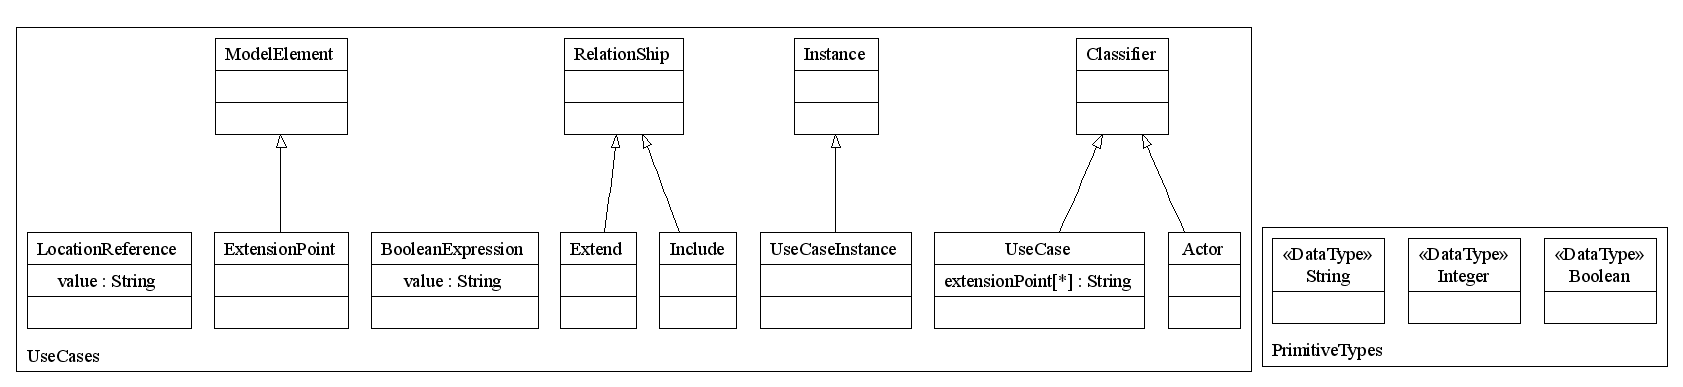 ModelElement
RelationShip
Instance
Classifier
LocationReference
value : String
ExtensionPoint
BooleanExpression
value : String
Extend
Include
UseCaseInstance
UseCase
extensionPoint[*] : String
Actor
UseCases
«DataType»
String
«DataType»
Integer
«DataType»
Boolean
PrimitiveTypes